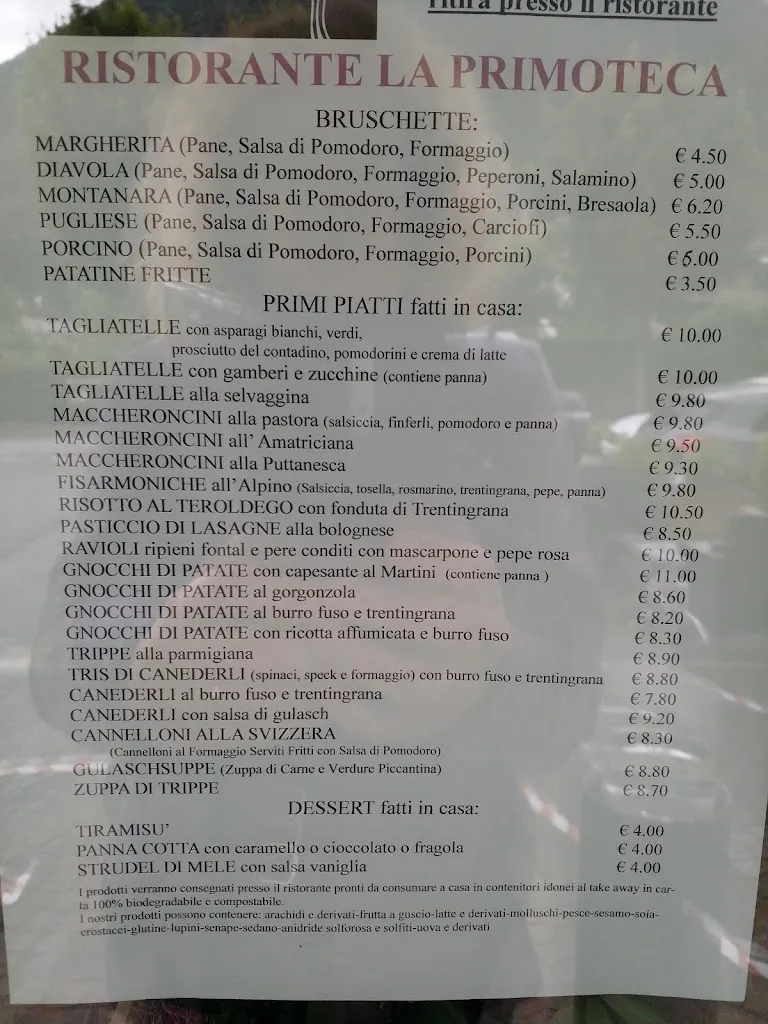 ritira presso il ristorante
RISTORANTE LA PRIMOTECA
BRUSCHETTE:
MARGHERITA (Pane, Salsa di Pomodoro, Formaggio) € 4.50
DIAVOLA (Pane, Salsa di Pomodoro, Formaggio, Peperoni, Salamino) € 5.00
MONTANARA (Pane, Salsa di Pomodoro, Formaggio, Porcini, Bresaola) € 6.20
PUGLIESE (Pane, Salsa di Pomodoro, Formaggio, Carciofi) € 5.50
PORCINO (Pane, Salsa di Pomodoro, Formaggio, Porcini) € 6.00
PATATINE FRITTE € 3.50
PRIMI PIATTI fatti in casa:
TAGLIATELLE con asparagi bianchi, verdi, € 10.00
prosciutto del contadino, pomodorini e crema di latte
TAGLIATELLE con gamberi e zucchine (contiene panna) € 10.00
TAGLIATELLE alla selvaggina € 9.80
MACCHERONCINI alla pastora (salsiccia, finferli, pomodoro e panna) € 9.80
MACCHERONCINI all' Amatriciana € 9.50
MACCHERONCINI alla Puttanesca € 9.30
FISARMONICHE all'Alpino (Salsiccia, tosella, rosmarino, trentingrana, pepe, panna) € 9.80
RISOTTO AL TEROLDEGO con fonduta di Trentingrana € 10.50
PASTICCIO DI LASAGNE alla bolognese € 8.50
RAVIOLI ripieni fontal e pere conditi con mascarpone e pepe rosa € 10.00
GNOCCHI DI PATATE con capesante al Martini (contiene panna ) € 11.00
GNOCCHI DI PATATE al gorgonzola € 8.60
GNOCCHI DI PATATE al burro fuso e trentingrana € 8.20
GNOCCHI DI PATATE con ricotta affumicata e burro fuso € 8.30
TRIPPE alla parmigiana € 8.90
TRIS DI CANEDERLI (spinaci, speck e formaggio) con burro fuso e trentingrana € 8.80
CANEDERLI al burro fuso e trentingrana € 7.80
CANEDERLI con salsa di gulasch € 9.20
CANNELLONI ALLA SVIZZERA € 8.30
(Cannelloni al Formaggio Serviti Fritti con Salsa di Pomodoro)
GULASCHSUPPE (Zuppa di Carne e Verdure Piccantina) € 8.80
ZUPPA DI TRIPPE € 8.70
DESSERT fatti in casa:
TIRAMISU' € 4.00
PANNA COTTA con caramello o cioccolato o fragola € 4.00
STRUDEL DI MELE con salsa vaniglia € 4.00
I prodotti verranno consegnati presso il ristorante pronti da consumare a casa in contenitori idonei al take away in car-
ta 100% biodegradabile e compostabile.
I nostri prodotti possono contenere: arachidi e derivati-frutta a guscio-latte e derivati-molluschi-pesce-sesamo-soia-
crostacei-glutine-lupini-senape-sedano-anidride solforosa e solfiti-uova e derivati